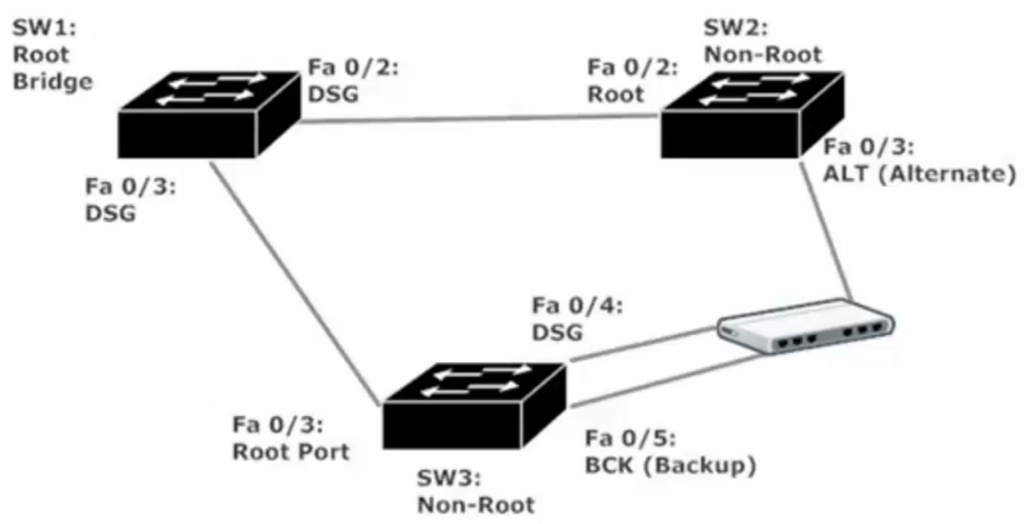 SW1:
Root
Bridge
Fa 0/2:
DSG
Fa 0/2:
Root
SW2:
Non-Root
Fa 0/3:
ALT (Alternate)
Fa 0/3:
DSG
Fa 0/4:
DSG
Fa 0/3:
Root Port
Fa 0/5:
BCK (Backup)
SW3:
Non-Root